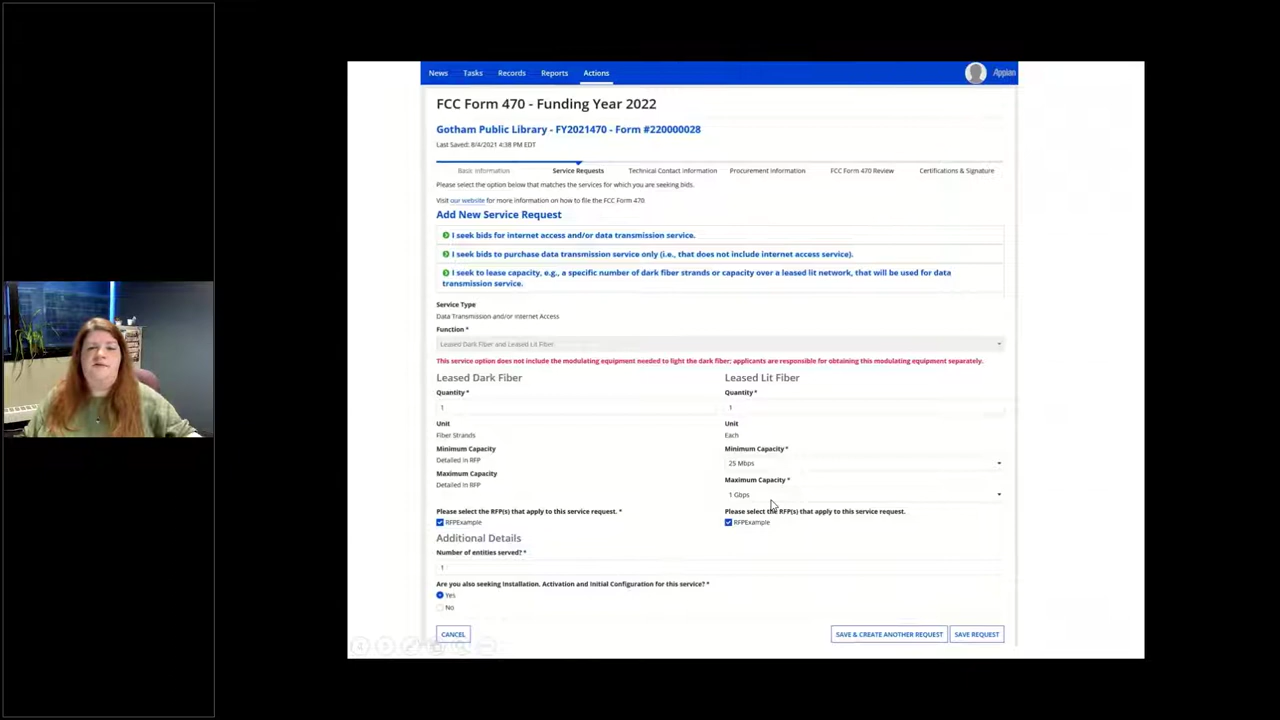 News Tasks Records Reports Actions Appian
FCC Form 470 - Funding Year 2022
Gotham Public Library - FY2021470 - Form #220000028
Last Saved: 8/4/2021 4:38 PM EDT
Basic Information Service Requests Technical Contact Information Procurement Information FCC Form 470 Review Certifications & Signature
Please select the option below that matches the services for which you are seeking bids.
Visit our website for more information on how to file the FCC Form 470
Add New Service Request
I seek bids for internet access and/or data transmission service.
I seek bids to purchase data transmission service only (i.e., that does not include internet access service).
I seek to lease capacity, e.g., a specific number of dark fiber strands or capacity over a leased lit network, that will be used for data
transmission service.
Service Type
Data Transmission and/or Internet Access
Function *
Leased Dark Fiber and Leased Lit Fiber
This service option does not include the modulating equipment needed to light the dark fiber; applicants are responsible for obtaining this modulating equipment separately.
Leased Dark Fiber
Quantity *
1
Unit
Fiber Strands
Minimum Capacity
Detailed in RFP
Maximum Capacity
Detailed in RFP
Please select the RFP(s) that apply to this service request. *
RFPExample
Leased Lit Fiber
Quantity *
1
Unit
Each
Minimum Capacity *
25 Mbps
Maximum Capacity *
1 Gbps
Please select the RFP(s) that apply to this service request.
RFPExample
Additional Details
Number of entities served? *
1
Are you also seeking Installation, Activation and Initial Configuration for this service? *
Yes
No
CANCEL SAVE & CREATE ANOTHER REQUEST SAVE REQUEST